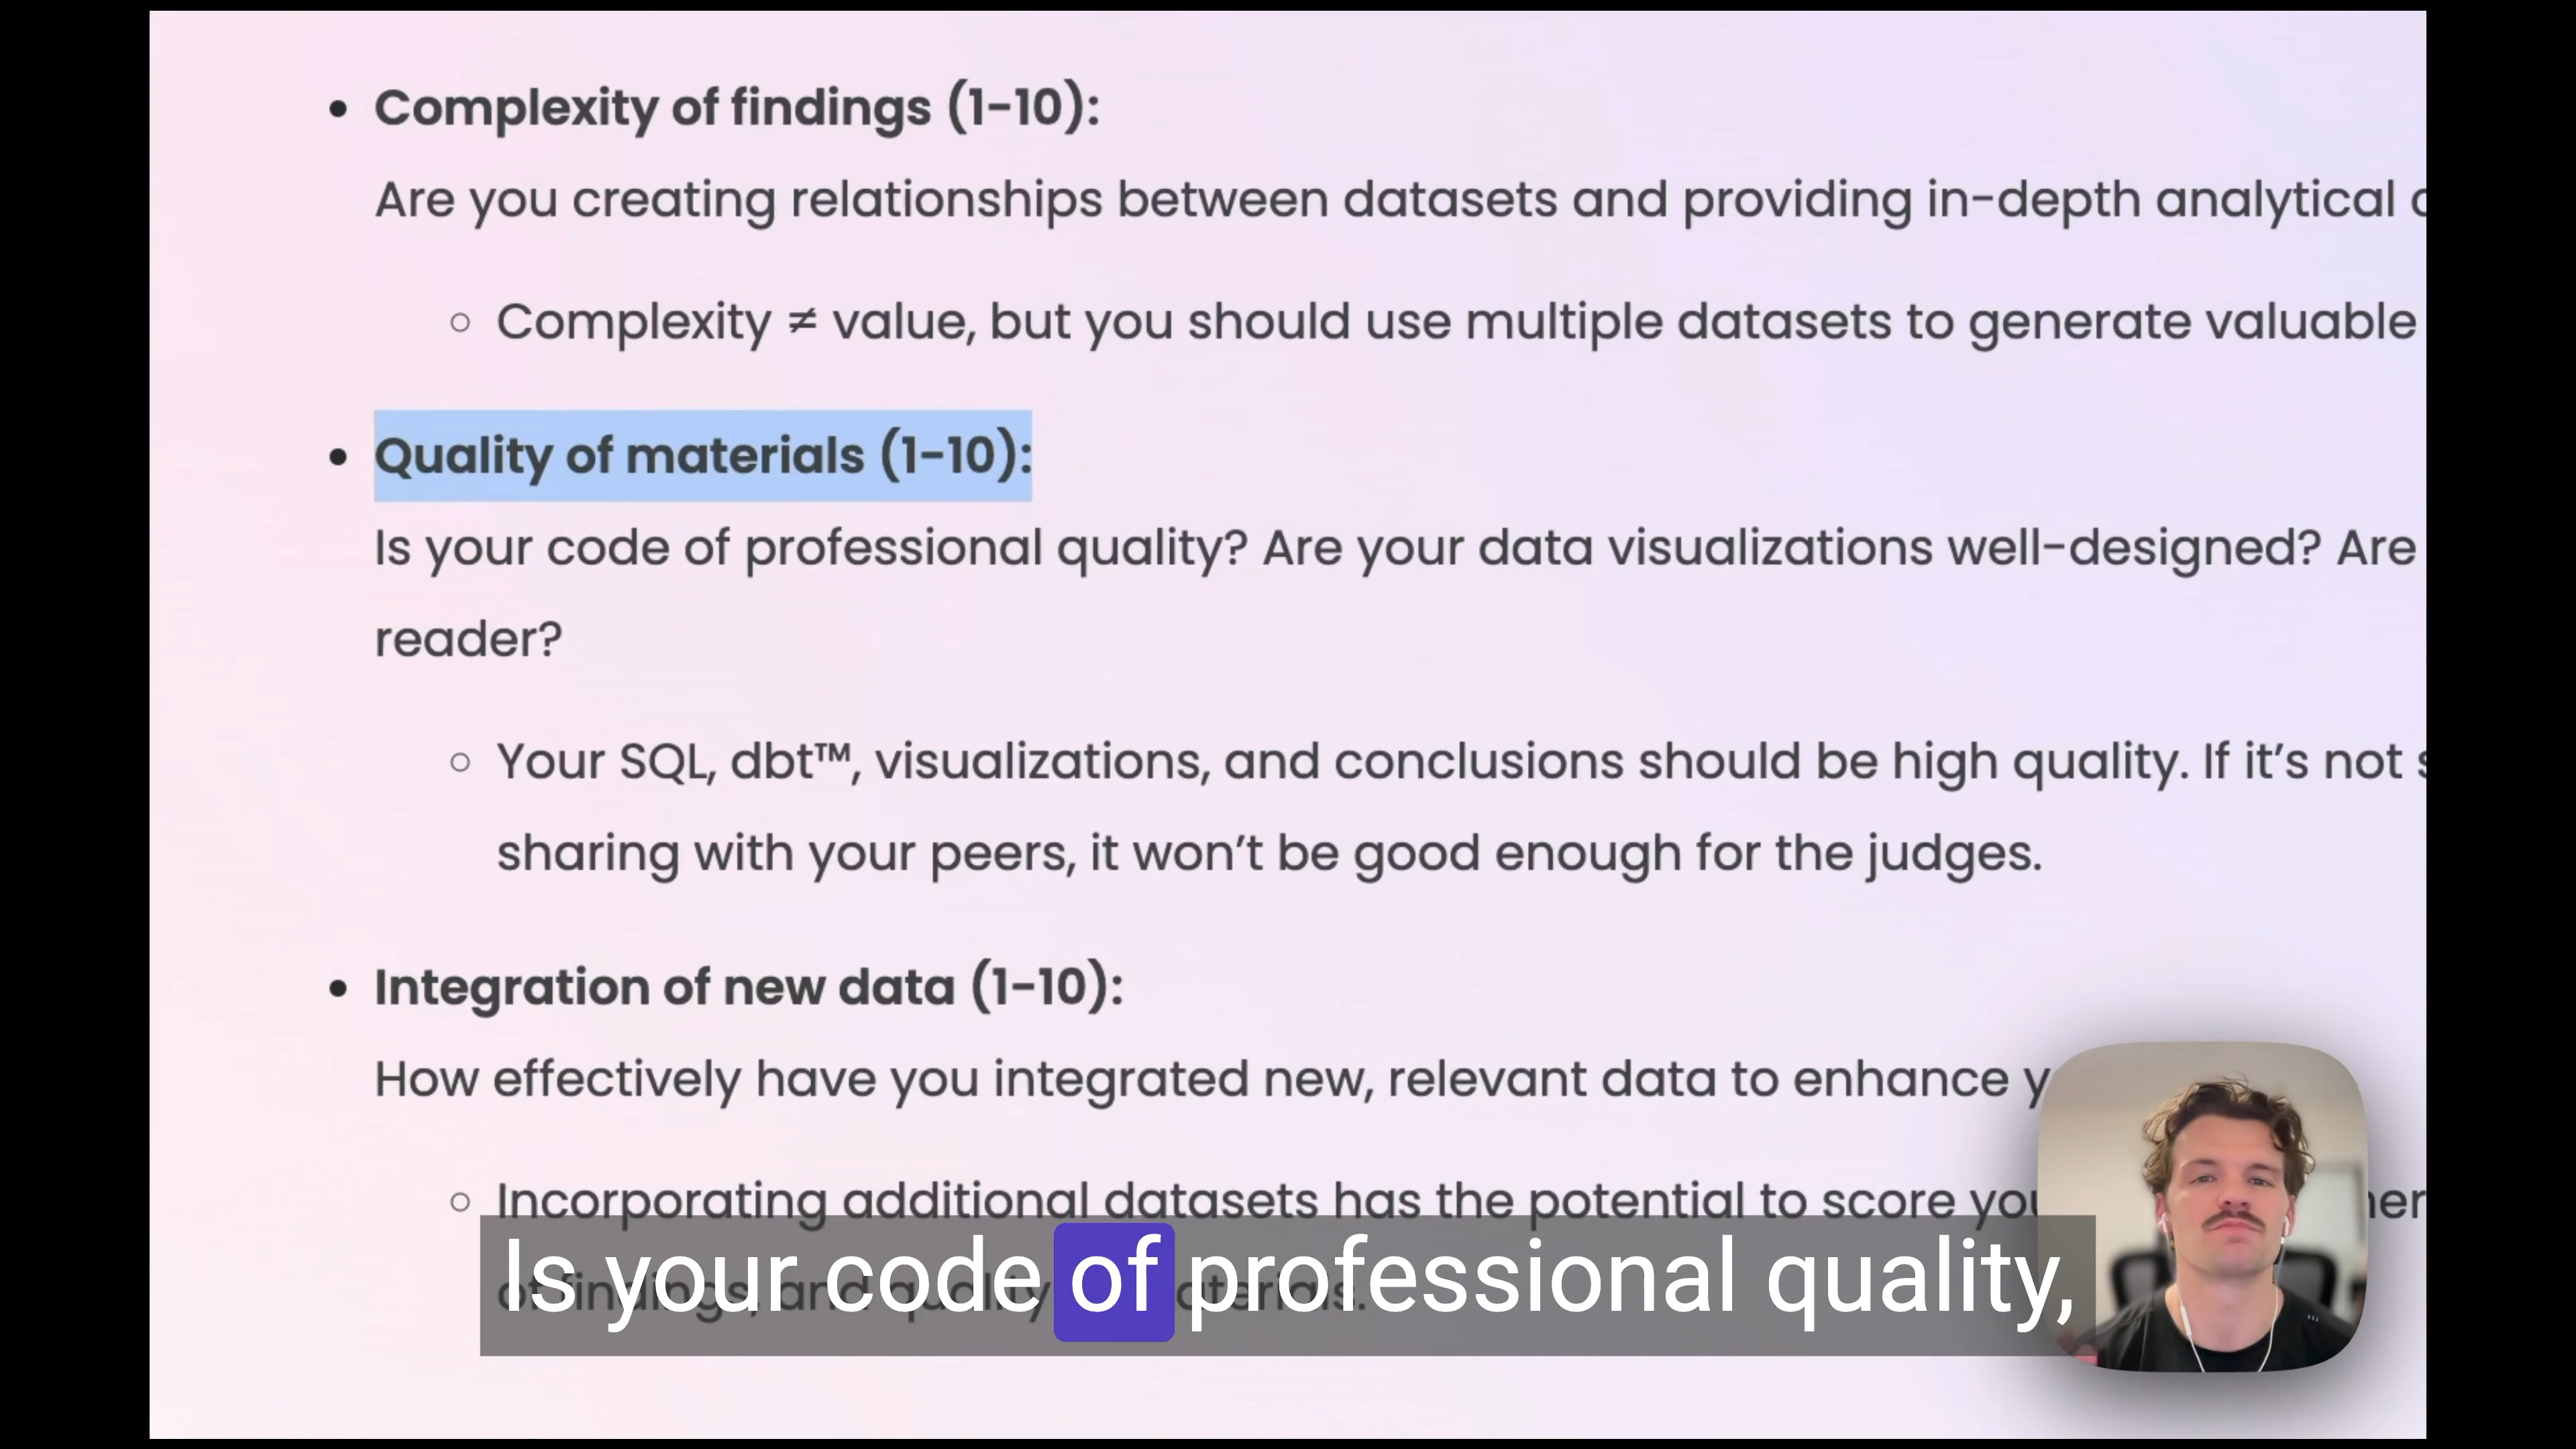 Complexity of findings (1-10):
Are you creating relationships between datasets and providing in-depth analytical
Complexity ≠ value, but you should use multiple datasets to generate valuable
Quality of materials (1-10):
Is your code of professional quality? Are your data visualizations well-designed? Are
reader?
Your SQL, dbt™, visualizations, and conclusions should be high quality. If it's not
sharing with your peers, it won't be good enough for the judges.
Integration of new data (1-10):
How effectively have you integrated new, relevant data to enhance
Incorporating additional datasets has the potential to score
of findings, and quality
Is your code of professional quality,